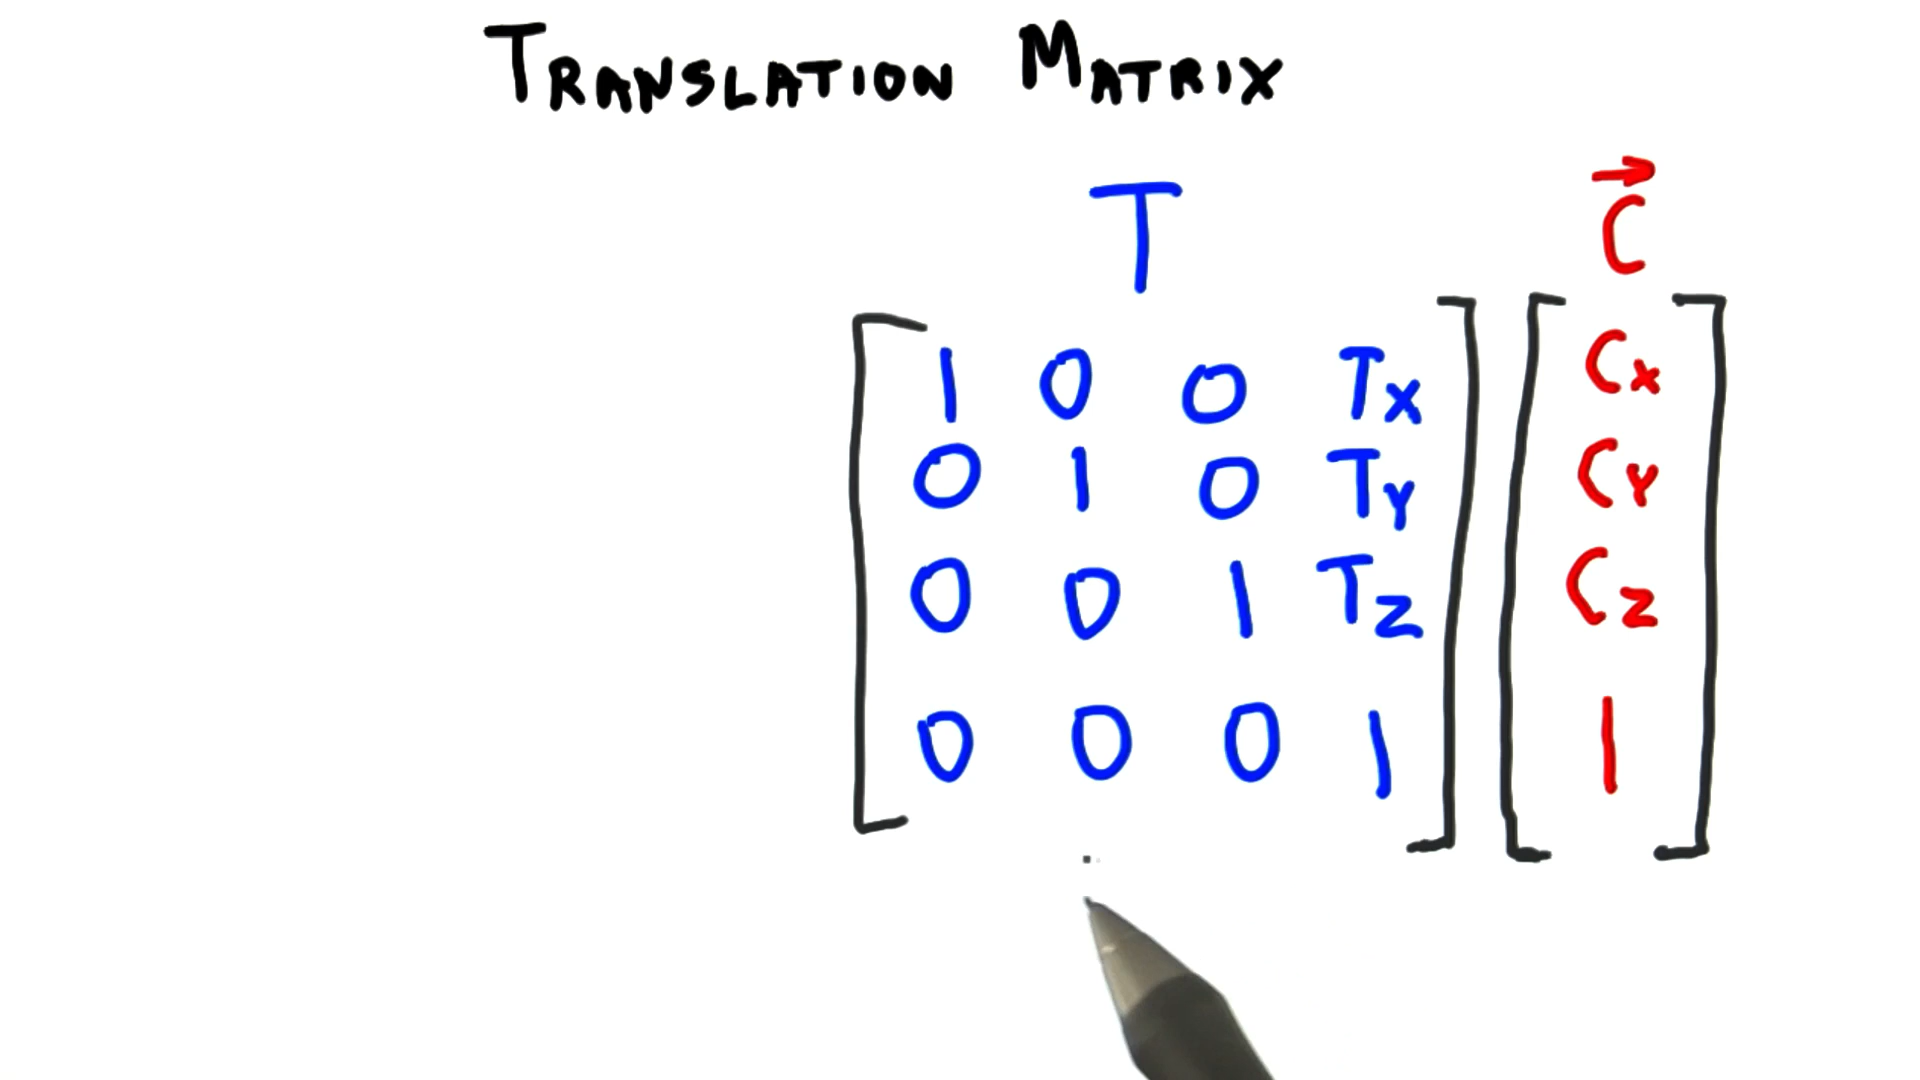 TRANSLATION MATRIX
T C
1 0 0 Tx Cx
0 1 0 Ty Cy
0 0 1 Tz Cz
0 0 0 1 1